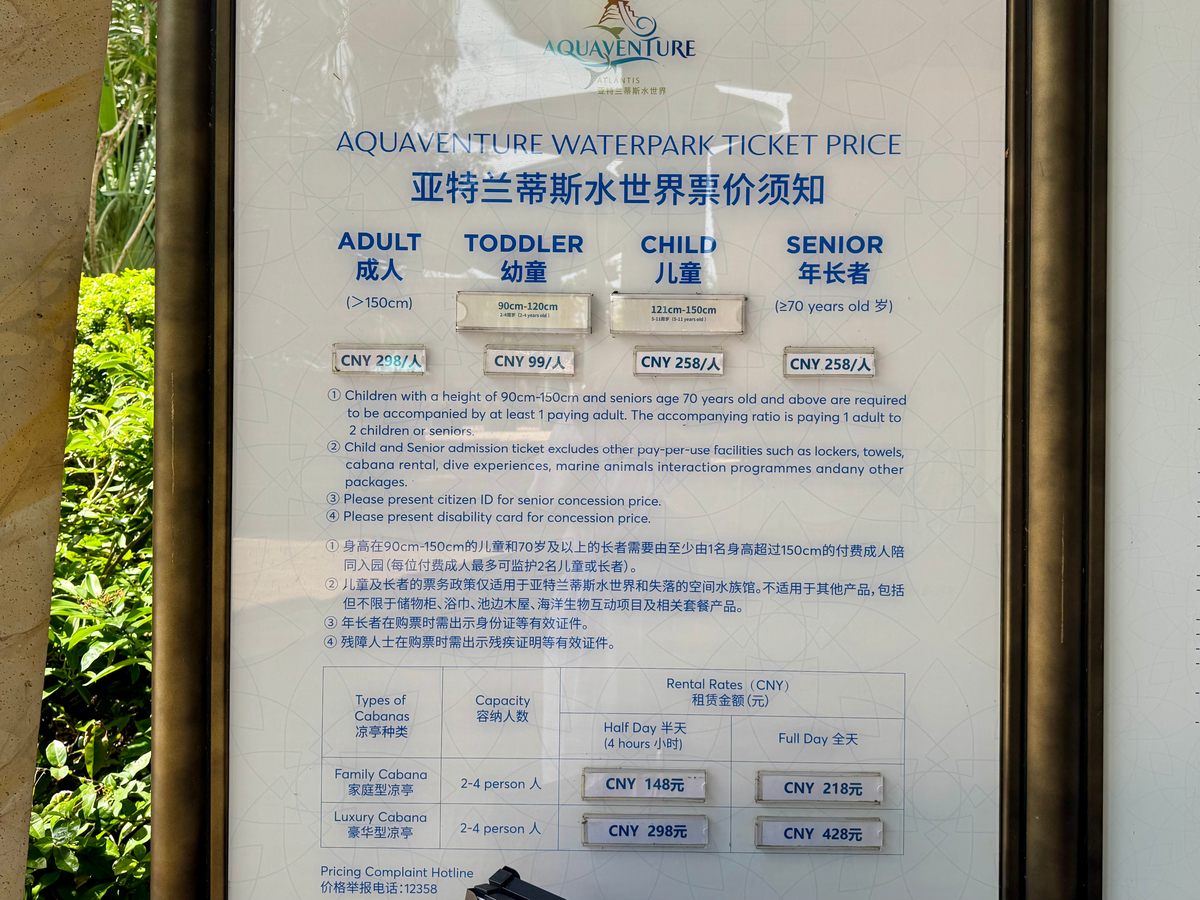 AQUAVENTURE
ATLANTIS
亚特兰蒂斯水世界
AQUAVENTURE WATERPARK TICKET PRICE
亚特兰蒂斯水世界票价须知
ADULT TODDLER CHILD SENIOR
成人 幼童 儿童 年长者
(>150cm) 90cm-120cm 121cm-150cm (≥70 years old 岁)
2-4周岁 (2-4 years old) 5-11周岁 (5-11 years old)
CNY 298/人 CNY 99/人 CNY 258/人 CNY 258/人
① Children with a height of 90cm-150cm and seniors age 70 years old and above are required
to be accompanied by at least 1 paying adult. The accompanying ratio is paying 1 adult to
2 children or seniors.
② Child and Senior admission ticket excludes other pay-per-use facilities such as lockers, towels,
cabana rental, dive experiences, marine animals interaction programmes andany other
packages.
③ Please present citizen ID for senior concession price.
④ Please present disability card for concession price.
① 身高在90cm-150cm的儿童和70岁及以上的长者需要由至少由1名身高超过150cm的付费成人陪
同入园(每位付费成人最多可监护2名儿童或长者)。
② 儿童及长者的票务政策仅适用于亚特兰蒂斯水世界和失落的空间水族馆。不适用于其他产品,包括
但不限于储物柜、浴巾、池边木屋、海洋生物互动项目及相关套餐产品。
③ 年长者在购票时需出示身份证等有效证件。
④ 残障人士在购票时需出示残疾证明等有效证件。
Types of
Cabanas
凉亭种类
Capacity
容纳人数
Rental Rates (CNY)
租赁金额(元)
Half Day 半天
(4 hours 小时)
Full Day 全天
Family Cabana
家庭型凉亭
2-4 person 人
CNY 148元
CNY 218元
Luxury Cabana
豪华型凉亭
2-4 person 人
CNY 298元
CNY 428元
Pricing Complaint Hotline
价格举报电话:12358